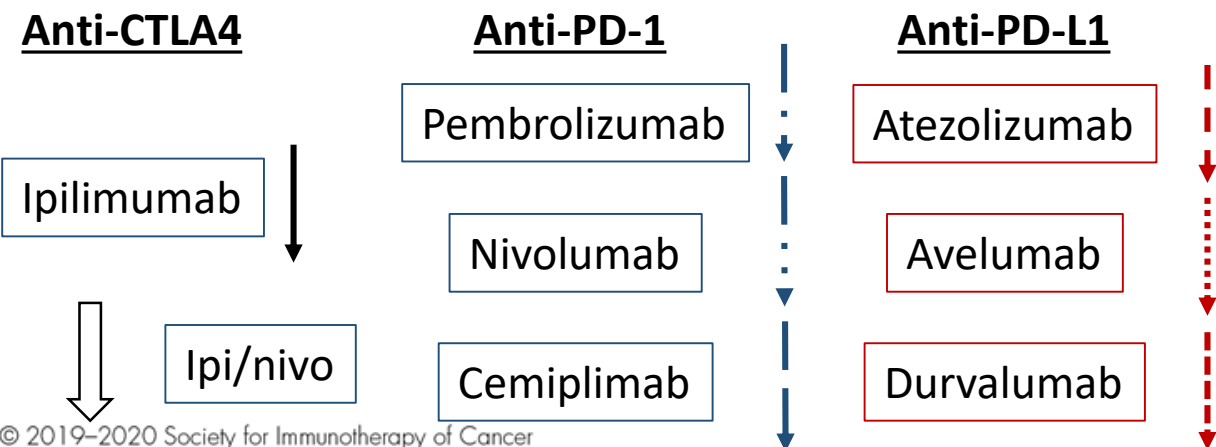 Anti-CTLA4
Ipilimumab
Ipi/nivo
Anti-PD-1
Pembrolizumab
Nivolumab
Cemiplimab
Anti-PD-L1
Atezolizumab
Avelumab
Durvalumab
© 2019–2020 Society for Immunotherapy of Cancer